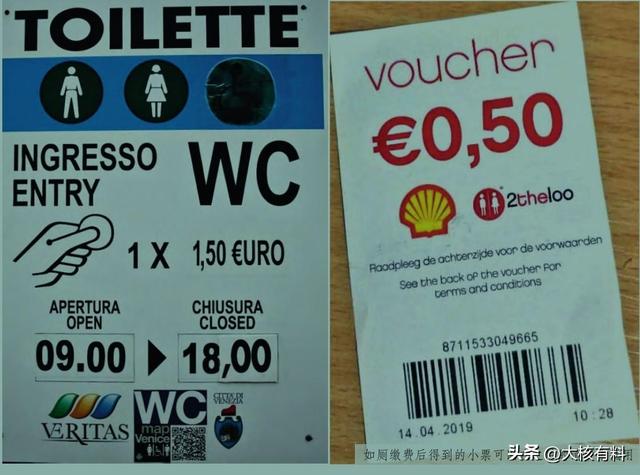 TOILETTE
INGRESSO
ENTRY
WC
1 X 1,50 €URO
APERTURA
OPEN
CHIUSURA
CLOSED
09.00
18,00
VERITAS
WC
map
Venice
CITTÀ DI
VENEZIA
voucher
€0,50
2theloo
Raadpleeg de achterzijde voor de voorwaarden
See the back of the voucher for
terms and conditions
8711533049665
14.04.2019 10:28
如厕缴费后得到的小票可
头条 @大核有料